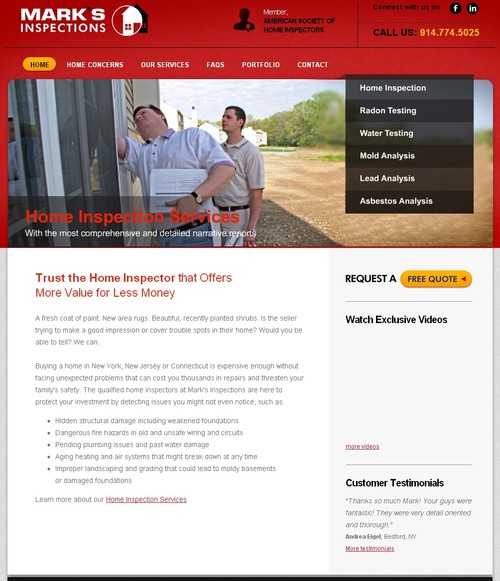 MARK'S
INSPECTIONS
Member,
AMERICAN SOCIETY OF
HOME INSPECTORS
Connect with us on
f in
CALL US: 914.774.5025
HOME HOME CONCERNS OUR SERVICES FAQS PORTFOLIO CONTACT
Home Inspection
Radon Testing
Water Testing
Mold Analysis
Lead Analysis
Asbestos Analysis
Home Inspection Services
With the most comprehensive and detailed narrative reports
Trust the Home Inspector that Offers
More Value for Less Money
A fresh coat of paint. New area rugs. Beautiful, recently planted shrubs. Is the seller
trying to make a good impression or cover trouble spots in their home? Would you be
able to tell? We can.
Buying a home in New York, New Jersey or Connecticut is expensive enough without
facing unexpected problems that can cost you thousands in repairs and threaten your
family's safety. The qualified home inspectors at Mark's Inspections are here to
protect your investment by detecting issues you might not even notice, such as:
Hidden structural damage including weakened foundations
Dangerous fire hazards in old and unsafe wiring and circuits
Pending plumbing issues and past water damage
Aging heating and air systems that might break down at any time
Improper landscaping and grading that could lead to moldy basements
or damaged foundations
Learn more about our Home Inspection Services
REQUEST A FREE QUOTE
Watch Exclusive Videos
more videos
Customer Testimonials
"Thanks so much Mark! Your guys were
fantastic! They were very detail oriented
and thorough."
Andrea Eigel, Bedford, NY
More testimonials